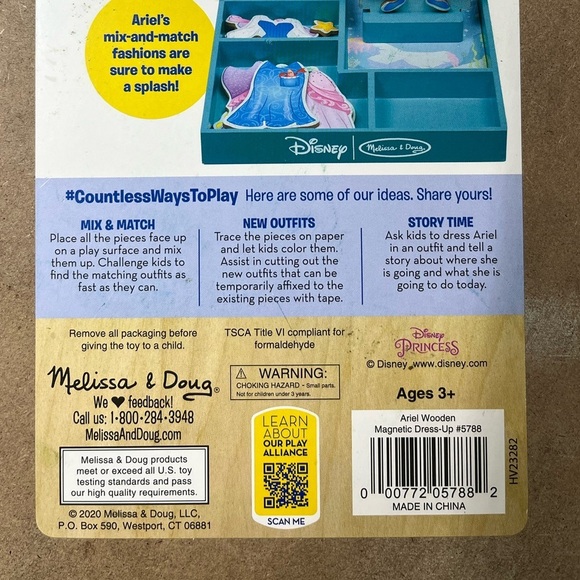 Ariel's
mix-and-match
fashions are
sure to make
a splash!
Disney
Melissa & Doug
#CountlessWaysToPlay Here are some of our ideas. Share yours!
MIX & MATCH
Place all the pieces face up
on a play surface and mix
them up. Challenge kids to
find the matching outfits as
fast as they can.
NEW OUTFITS
Trace the pieces on paper
and let kids color them.
Assist in cutting out the
new outfits that can be
temporarily affixed to the
existing pieces with tape.
STORY TIME
Ask kids to dress Ariel
in an outfit and tell a
story about where she
is going and what she is
going to do today.
Remove all packaging before
giving the toy to a child.
Melissa & Doug®
We ♥ feedback!
Call us: 1-800-284-3948
MelissaAndDoug.com
Melissa & Doug products
meet or exceed all U.S. toy
testing standards and pass
our high quality requirements.
© 2020 Melissa & Doug, LLC,
P.O. Box 590, Westport, CT 06881
TSCA Title VI compliant for
formaldehyde
WARNING:
CHOKING HAZARD - Small parts.
Not for children under 3 years.
LEARN
ABOUT
OUR PLAY
ALLIANCE
SCAN ME
Disney
PRINCESS
© Disney www.disney.com
Ages 3+
Ariel Wooden
Magnetic Dress-Up #5788
0 00772 05788 2
MADE IN CHINA
HV23282